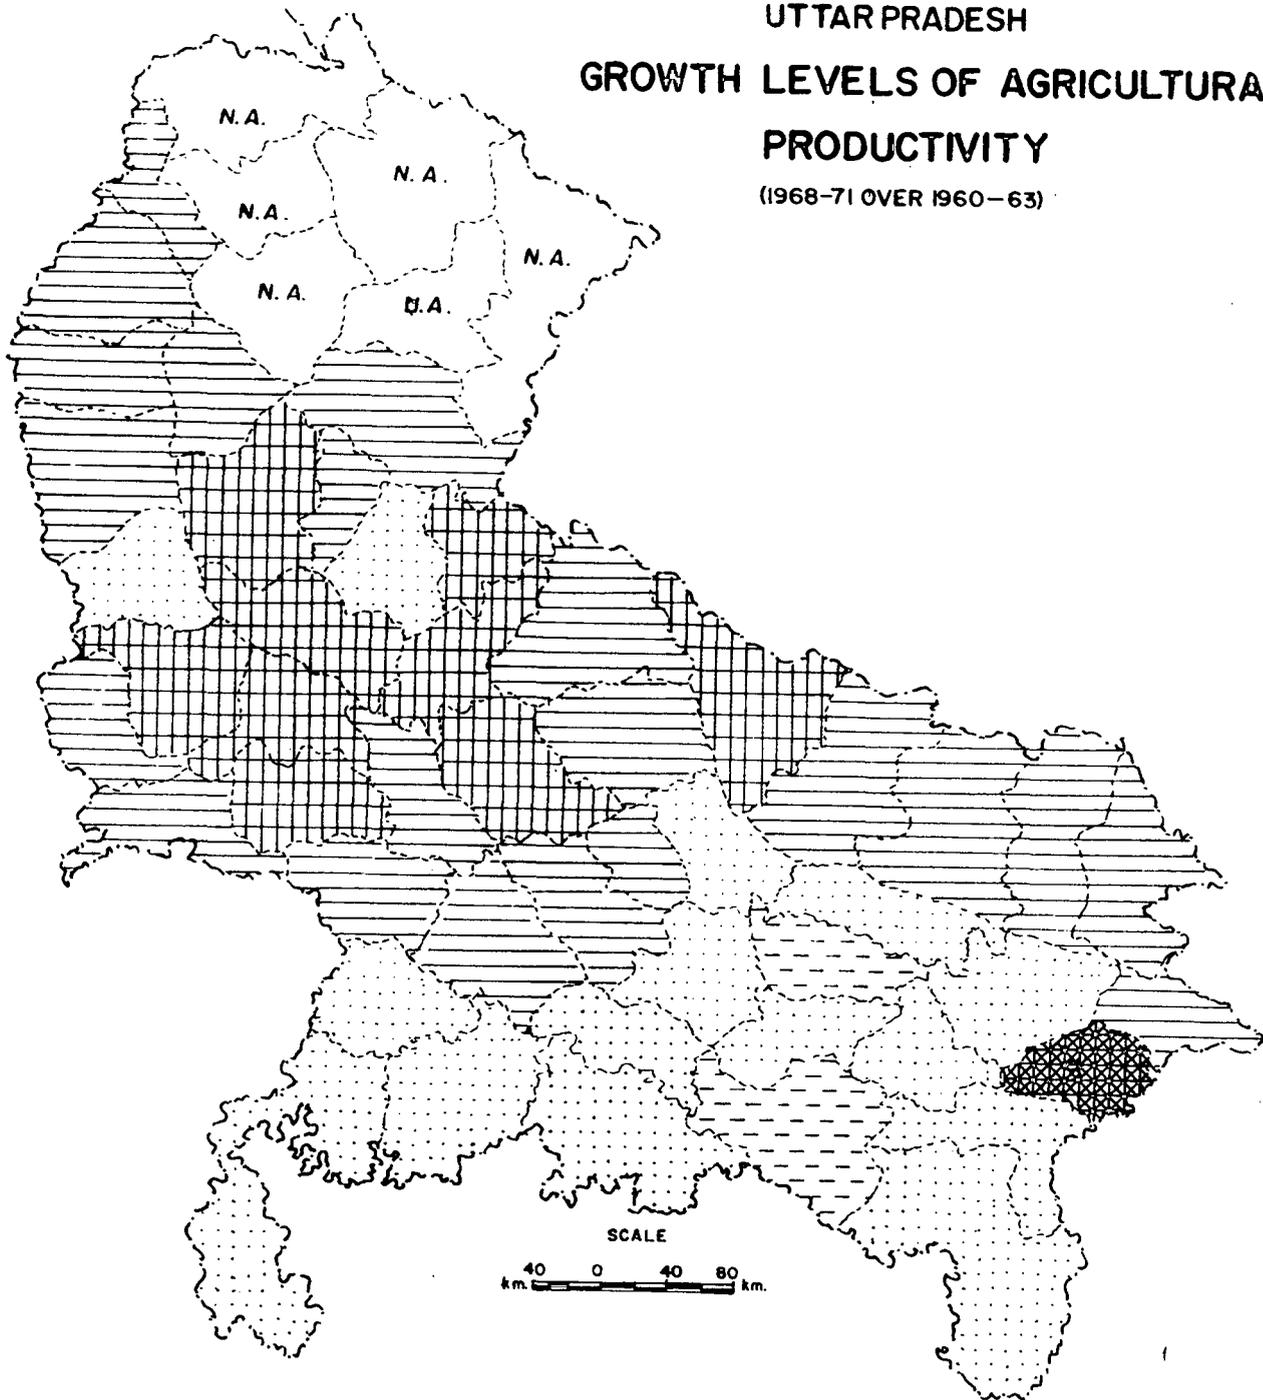 UTTAR PRADESH
GROWTH LEVELS OF AGRICULTURA
PRODUCTIVITY
(1968-71 OVER 1960-63)
N.A.
N.A.
N.A.
N.A.
N.A.
SCALE
40 0 40 80
km. km.